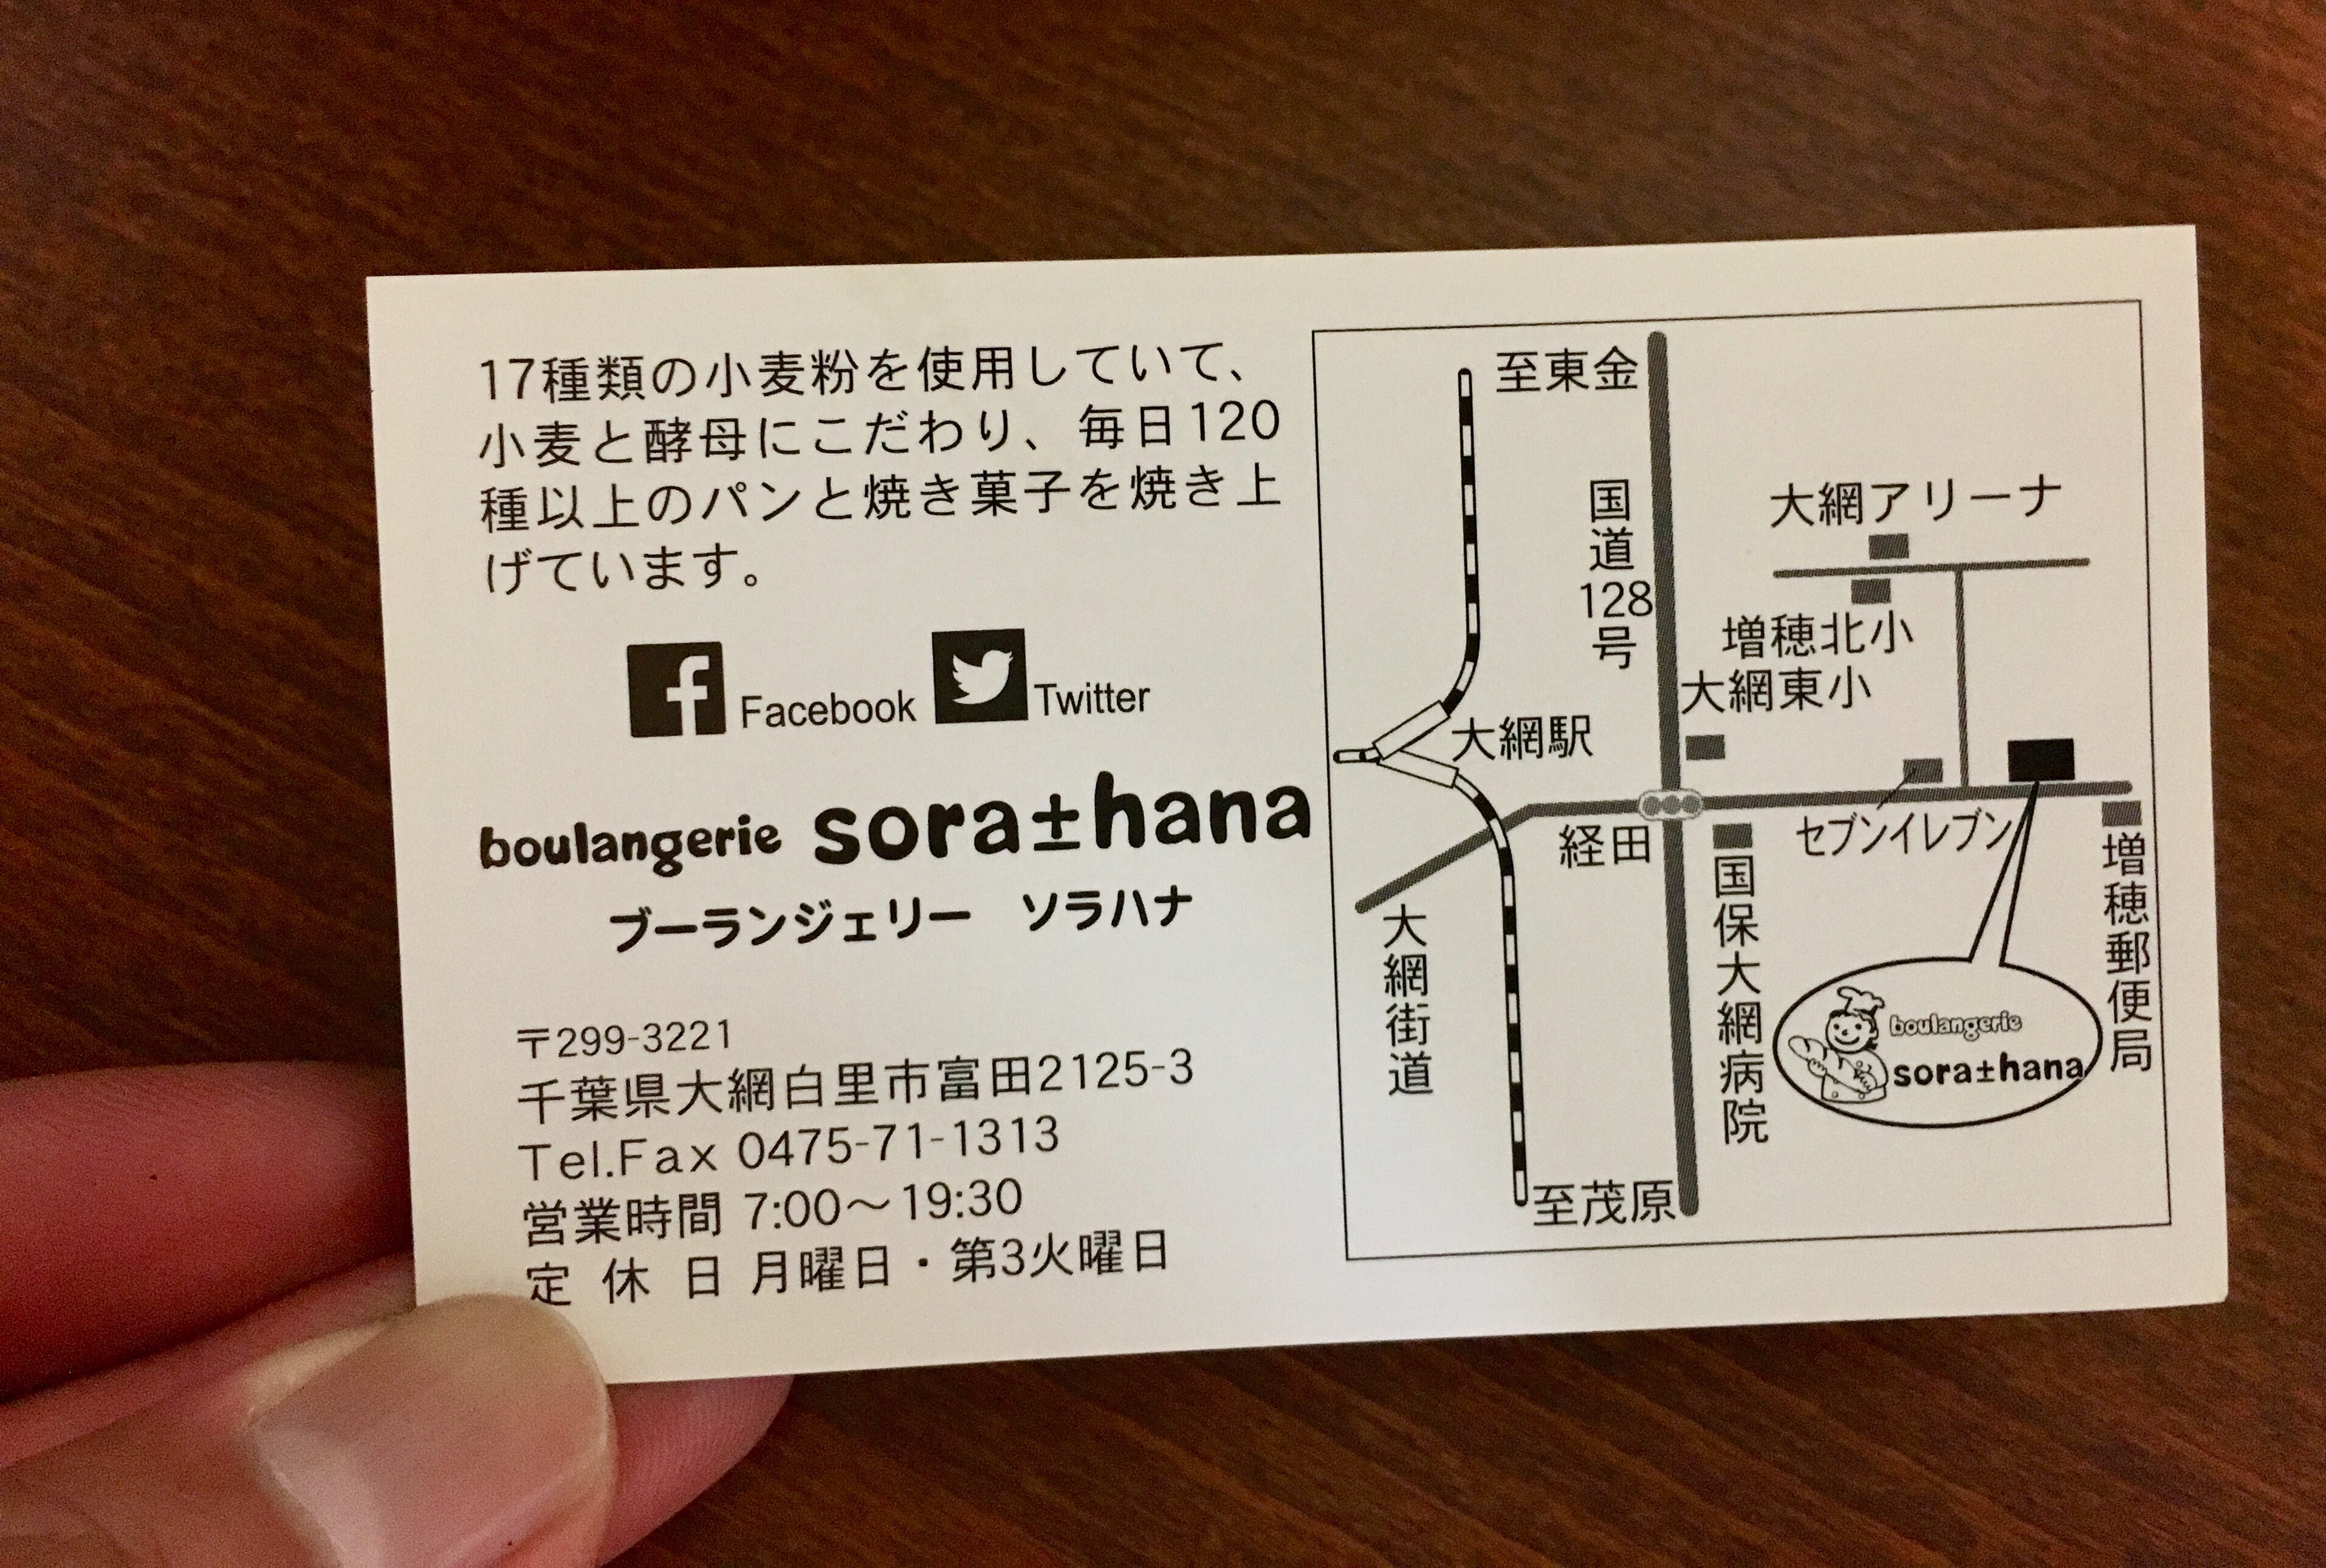 17種類の小麦粉を使用していて、
小麦と酵母にこだわり、毎日120
種以上のパンと焼き菓子を焼き上
げています。
Facebook Twitter
boulangerie sora±hana
ブーランジェリー ソラハナ
〒299-3221
千葉県大網白里市富田2125-3
Tel.Fax 0475-71-1313
営業時間 7:00～19:30
定休日 月曜日・第3火曜日
至東金
国道128号
大網アリーナ
増穂北小
大網東小
大網駅
経田
セブンイレブン
大網街道
国保大網病院
増穂郵便局
boulangerie
sora±hana
至茂原